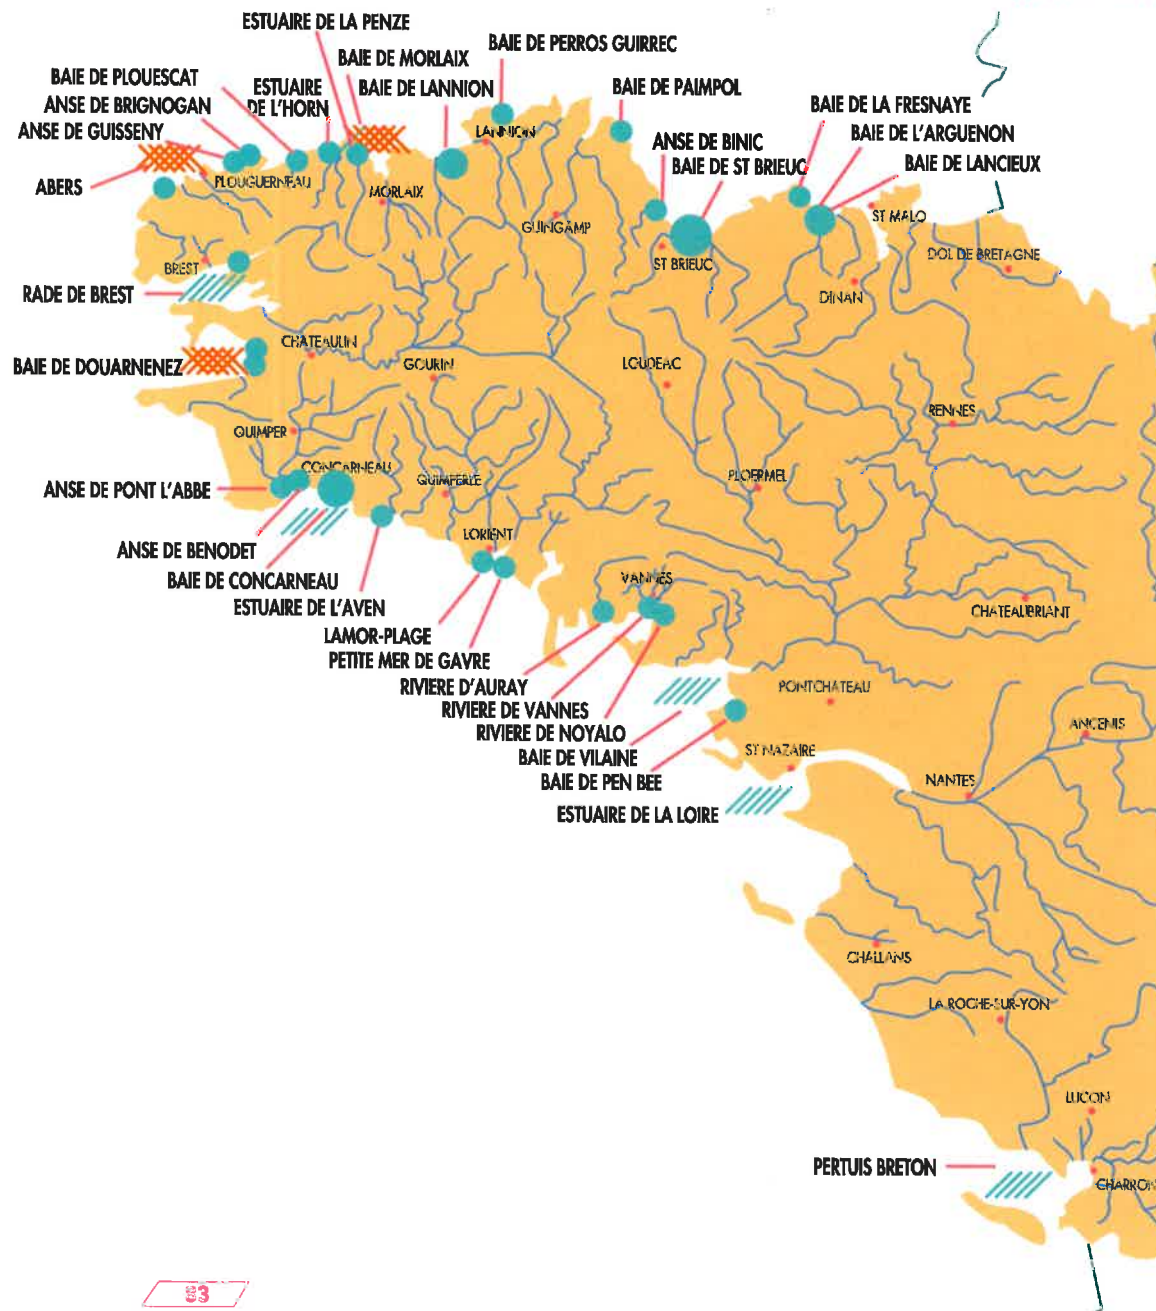 ESTUAIRE DE LA PENZE
BAIE DE MORLAIX
BAIE DE PERROS GUIRREC
BAIE DE PLOUESCAT
ANSE DE BRIGNOGAN
ANSE DE GUISSENY
ABERS
ESTUAIRE
DE L'HORN
BAIE DE LANNION
BAIE DE PAIMPOL
BAIE DE LA FRESNAYE
BAIE DE L'ARGUENON
BAIE DE LANCIEUX
ANSE DE BINIC
BAIE DE ST BRIEUC
LANNION
PLOUGUERNEAU
MORLAIX
GUINGAMP
ST MALO
ST BRIEUC
DOL DE BRETAGNE
DINAN
BREST
RADE DE BREST
CHATEAULIN
BAIE DE DOUARNENEZ
GOURIN
LOUDEAC
RENNES
QUIMPER
CONCARNEAU
QUIMPERLE
PLOERMEL
ANSE DE PONT L'ABBE
LORIENT
ANSE DE BENODET
BAIE DE CONCARNEAU
ESTUAIRE DE L'AVEN
VANNES
CHATEAUBRIANT
LAMOR-PLAGE
PETITE MER DE GAVRE
RIVIERE D'AURAY
RIVIERE DE VANNES
RIVIERE DE NOYALO
BAIE DE VILAINE
BAIE DE PEN BEE
ESTUAIRE DE LA LOIRE
PONTCHATEAU
ANCENIS
ST NAZAIRE
NANTES
CHALLANS
LA ROCHE-SUR-YON
LUCON
PERTUIS BRETON
CHARRON
83